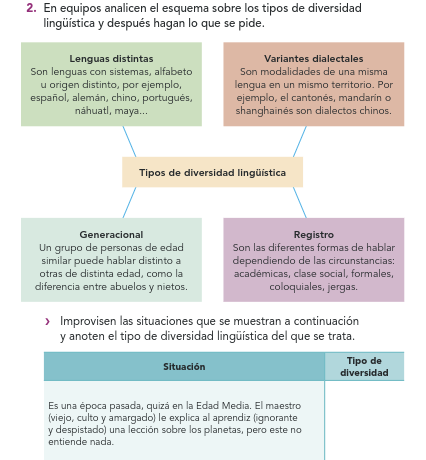 2. En equipos analicen el esquema sobre los tipos de diversidad
lingüística y después hagan lo que se pide.
Lenguas distintas
Son lenguas con sistemas, alfabeto
u origen distinto, por ejemplo,
español, alemán, chino, portugués,
náhuatl, maya...
Variantes dialectales
Son modalidades de una misma
lengua en un mismo territorio. Por
ejemplo, el cantonés, mandarín o
shanghainés son dialectos chinos.
Tipos de diversidad lingüística
Generacional
Un grupo de personas de edad
similar puede hablar distinto a
otras de distinta edad, como la
diferencia entre abuelos y nietos.
Registro
Son las diferentes formas de hablar
dependiendo de las circunstancias:
académicas, clase social, formales,
coloquiales, jergas.
› Improvisen las situaciones que se muestran a continuación
y anoten el tipo de diversidad lingüística del que se trata.
Situación
Tipo de
diversidad
Es una época pasada, quizá en la Edad Media. El maestro
(viejo, culto y amargado) le explica al aprendiz (ignorante
y despistado) una lección sobre los planetas, pero este no
entiende nada.